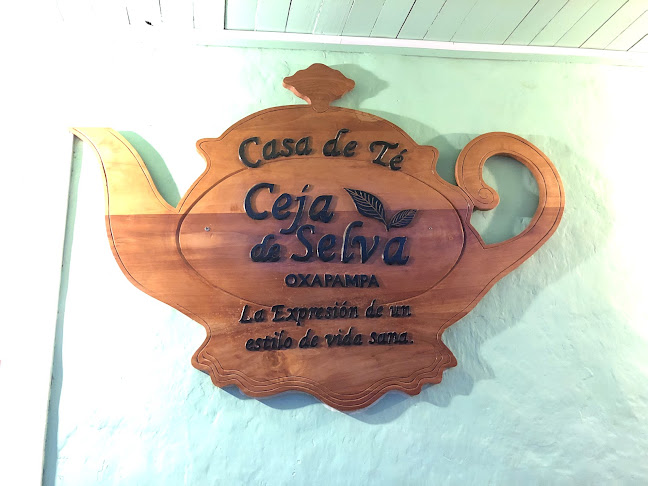 Casa de Té
Ceja
de Selva
OXAPAMPA
La Expresión de un
estilo de vida sana.